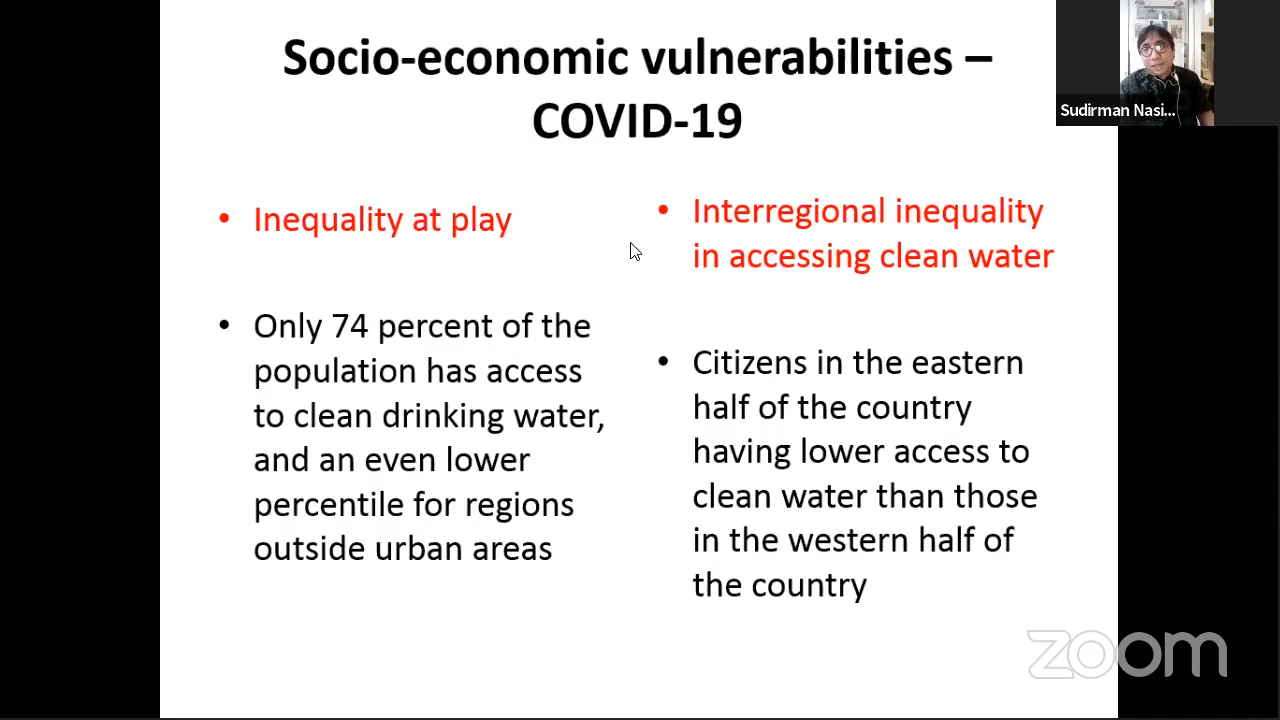 Socio-economic vulnerabilities –
COVID-19
• Inequality at play
• Only 74 percent of the
population has access
to clean drinking water,
and an even lower
percentile for regions
outside urban areas
• Interregional inequality
in accessing clean water
• Citizens in the eastern
half of the country
having lower access to
clean water than those
in the western half of
the country
Sudirman Nasi...
zoom